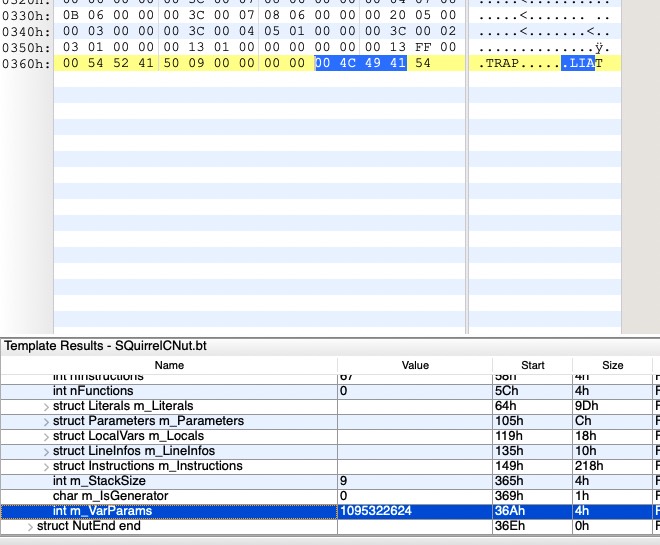 0330h: 0B 06 00 00 00 3C 00 07 08 06 00 00 00 20 05 00 .....<....... ..
0340h: 00 03 00 00 00 3C 00 04 05 01 00 00 00 3C 00 02 .....<.......<..
0350h: 03 01 00 00 00 13 01 00 00 00 00 00 00 13 FF 00 ..............ÿ.
0360h: 00 54 52 41 50 09 00 00 00 00 00 4C 49 41 54 .TRAP......LIAT
Template Results - SQuirrelCNut.bt
Name Value Start Size
int nInstructions 67 58h 4h F
int nFunctions 0 5Ch 4h F
struct Literals m_Literals 64h 9Dh F
struct Parameters m_Parameters 105h Ch F
struct LocalVars m_Locals 119h 18h F
struct LineInfos m_LineInfos 135h 10h F
struct Instructions m_Instructions 149h 218h F
int m_StackSize 9 365h 4h F
char m_IsGenerator 0 369h 1h F
int m_VarParams 1095322624 36Ah 4h F
struct NutEnd end 36Eh 0h F